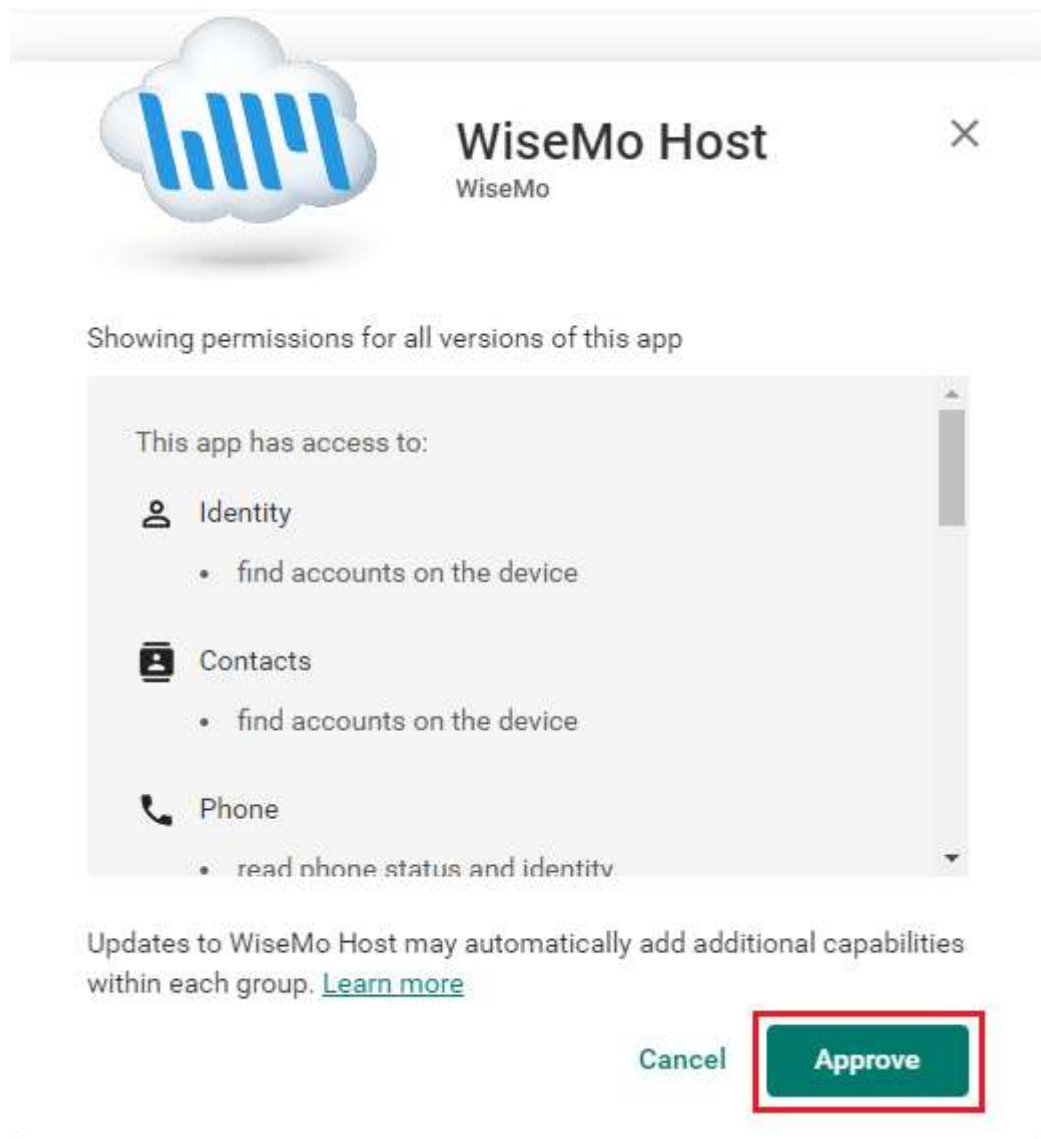 WiseMo Host
WiseMo
Showing permissions for all versions of this app
This app has access to:
Identity
• find accounts on the device
Contacts
• find accounts on the device
Phone
• read phone status and identity
Updates to WiseMo Host may automatically add additional capabilities
within each group. Learn more
Cancel
Approve